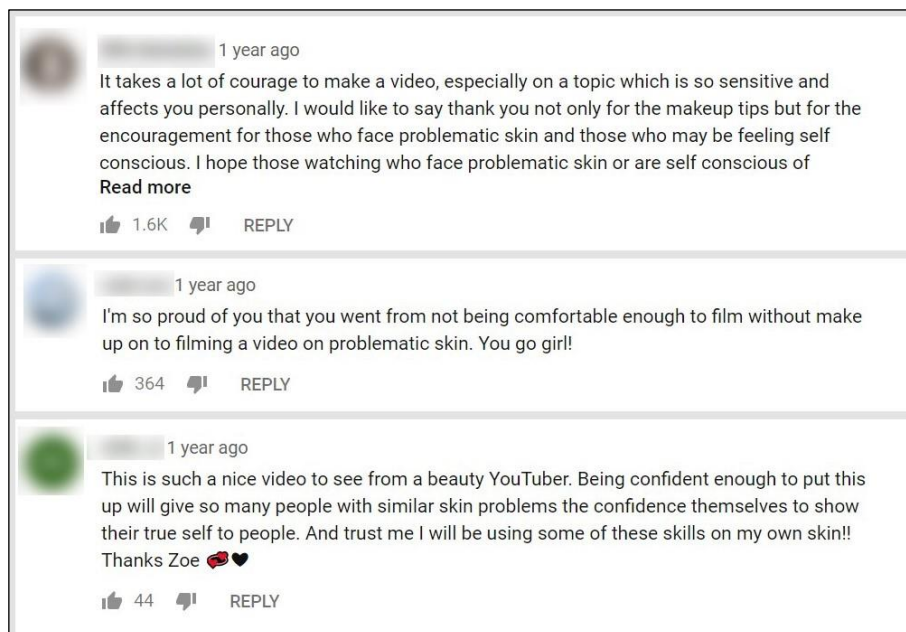 1 year ago
It takes a lot of courage to make a video, especially on a topic which is so sensitive and
affects you personally. I would like to say thank you not only for the makeup tips but for the
encouragement for those who face problematic skin and those who may be feeling self
conscious. I hope those watching who face problematic skin or are self conscious of
Read more
1.6K REPLY
1 year ago
I'm so proud of you that you went from not being comfortable enough to film without make
up on to filming a video on problematic skin. You go girl!
364 REPLY
1 year ago
This is such a nice video to see from a beauty YouTuber. Being confident enough to put this
up will give so many people with similar skin problems the confidence themselves to show
their true self to people. And trust me I will be using some of these skills on my own skin!!
Thanks Zoe 💋🖤
44 REPLY